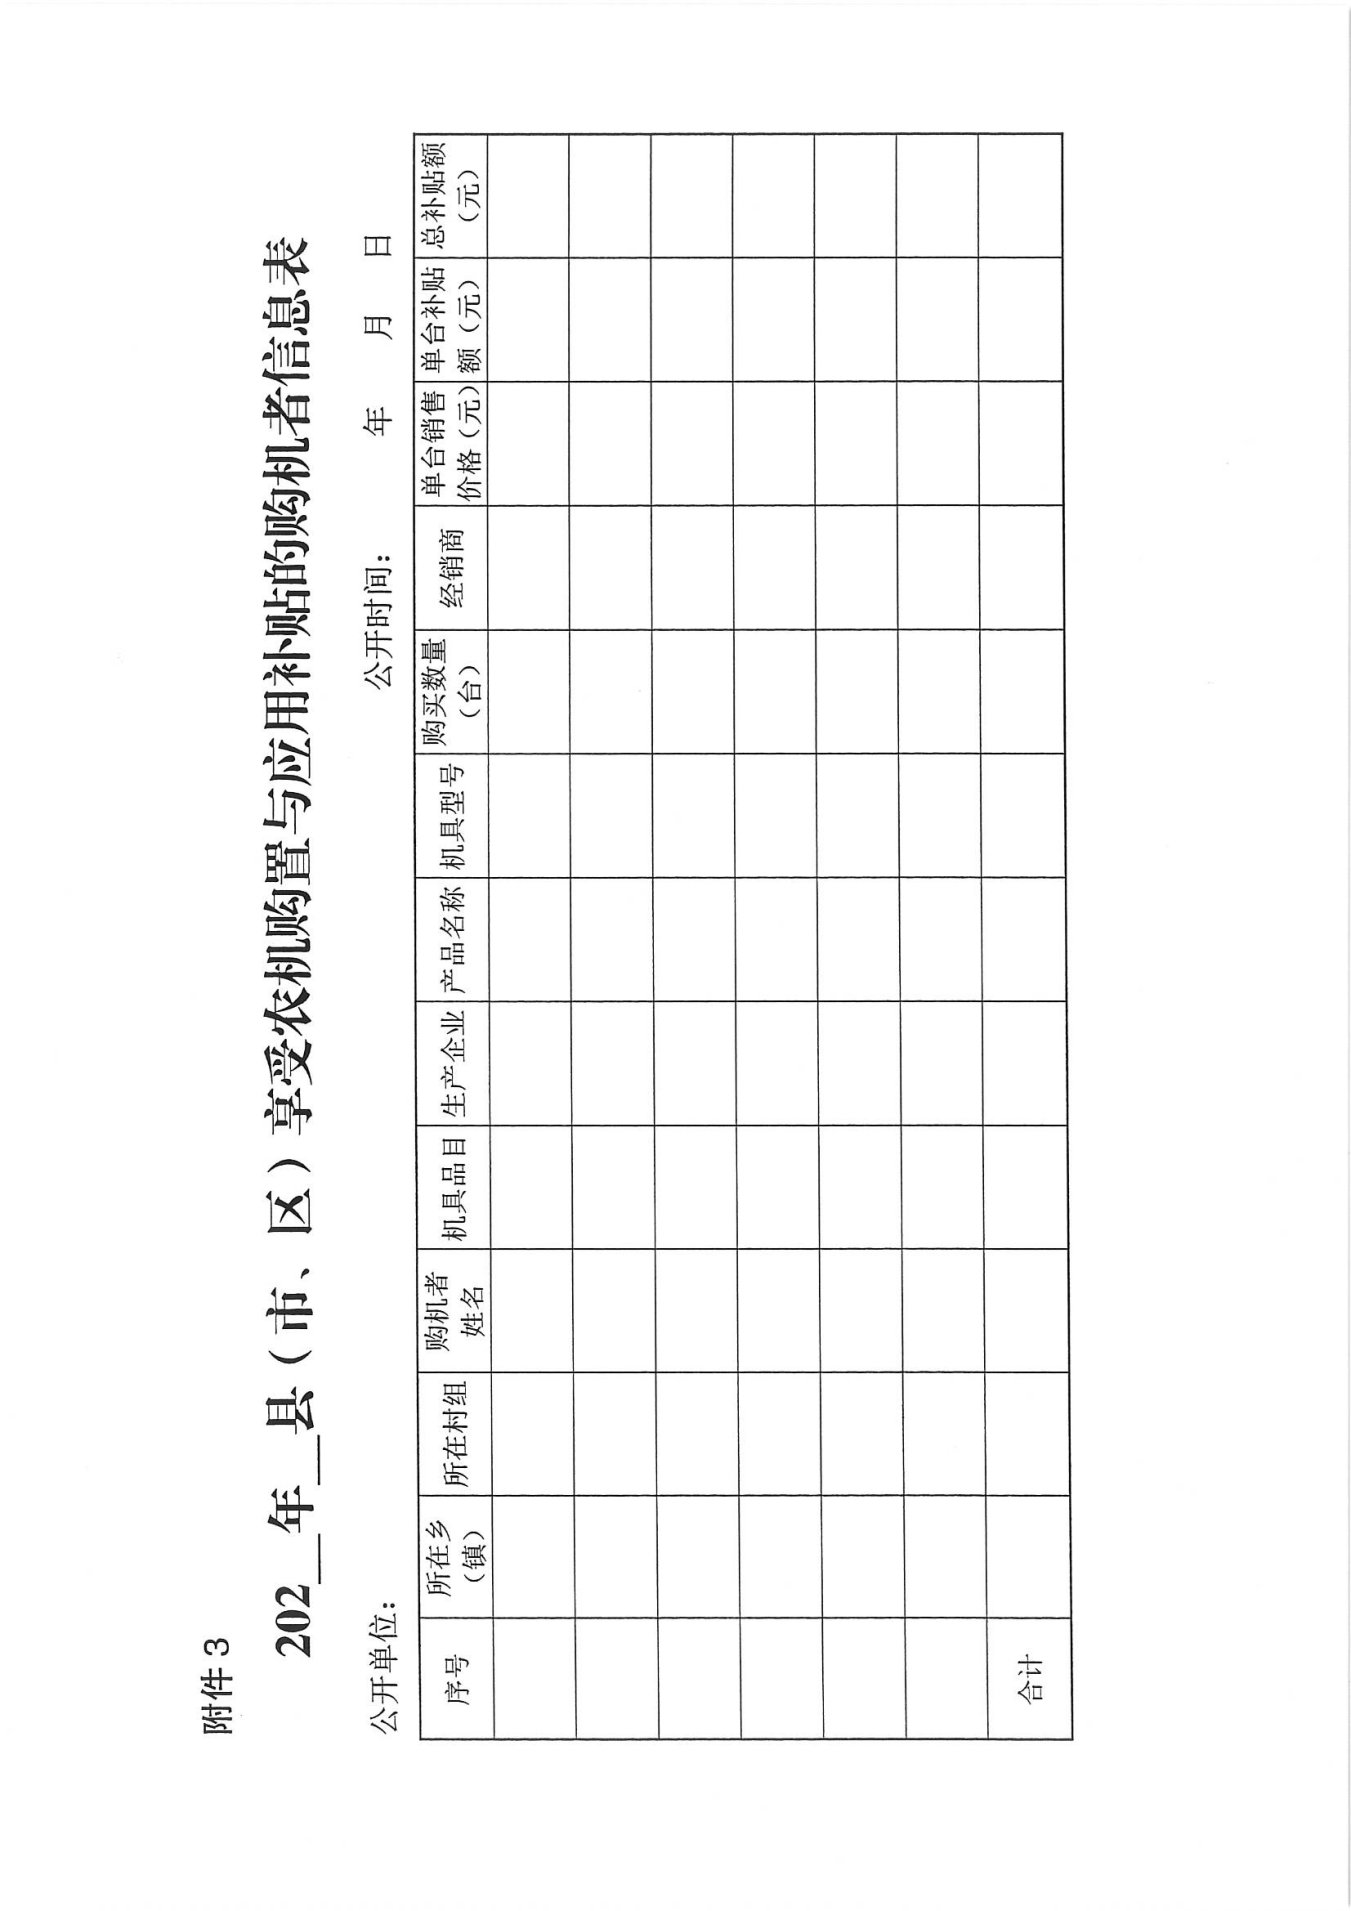 附件3
202__年__县（市、区）享受农机购置与应用补贴的购机者信息表
公开单位： 公开时间： 年 月 日
序号 所在乡（镇） 所在村组 购机者姓名 机具品目 生产企业 产品名称 机具型号 购买数量（台） 经销商 单台销售价格（元） 单台补贴额（元） 总补贴额（元）
合计